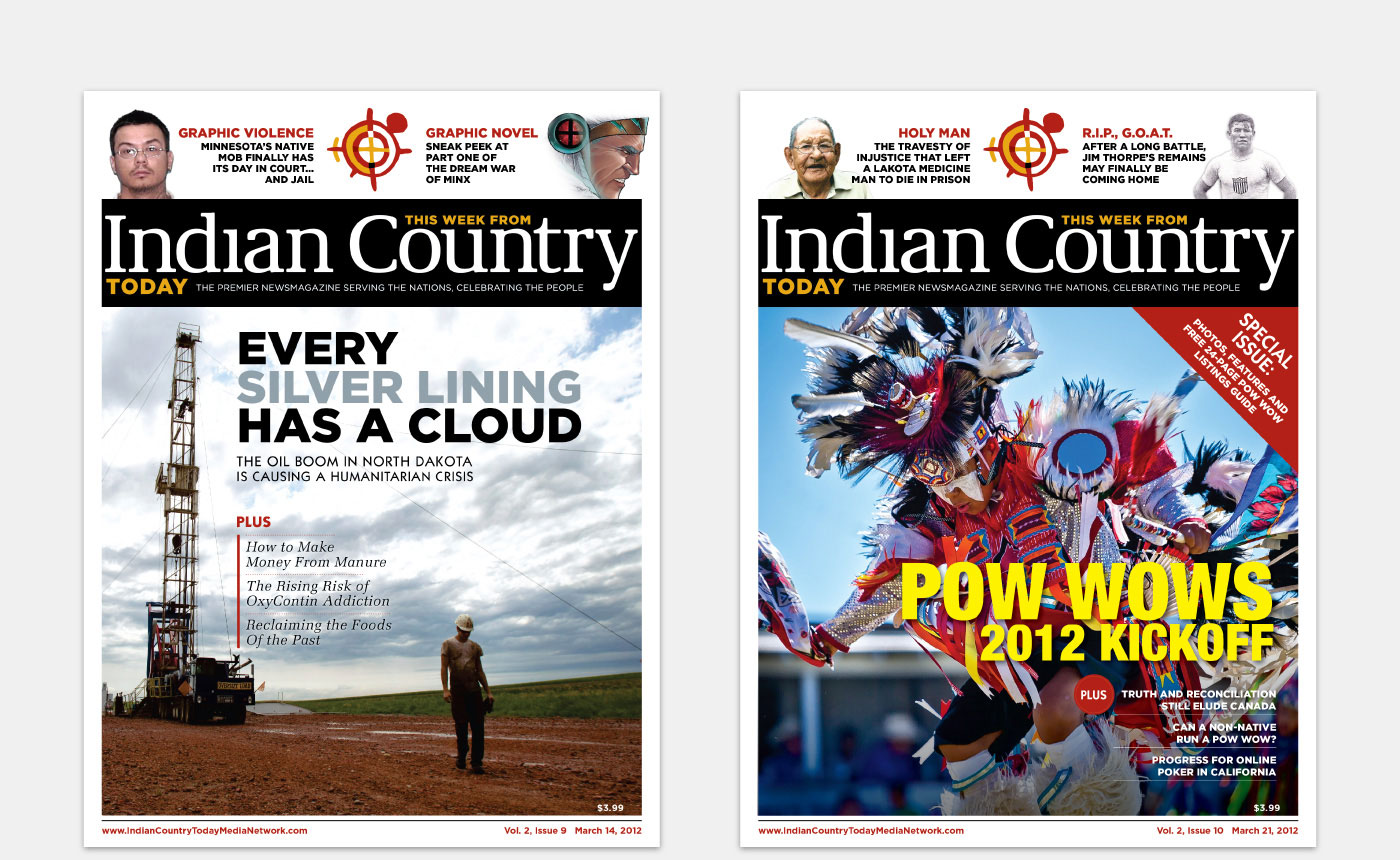 GRAPHIC VIOLENCE
MINNESOTA'S NATIVE
MOB FINALLY HAS
ITS DAY IN COURT...
AND JAIL
GRAPHIC NOVEL
SNEAK PEEK AT
PART ONE OF
THE DREAM WAR
OF MINX
THIS WEEK FROM
Indian Country
TODAY THE PREMIER NEWSMAGAZINE SERVING THE NATIONS, CELEBRATING THE PEOPLE
EVERY
SILVER LINING
HAS A CLOUD
THE OIL BOOM IN NORTH DAKOTA
IS CAUSING A HUMANITARIAN CRISIS
PLUS
How to Make
Money From Manure
The Rising Risk of
OxyContin Addiction
Reclaiming the Foods
Of the Past
OVERSIZE LOAD
$3.99
www.IndianCountryTodayMediaNetwork.com Vol. 2, Issue 9 March 14, 2012
HOLY MAN
THE TRAVESTY OF
INJUSTICE THAT LEFT
A LAKOTA MEDICINE
MAN TO DIE IN PRISON
R.I.P., G.O.A.T.
AFTER A LONG BATTLE,
JIM THORPE'S REMAINS
MAY FINALLY BE
COMING HOME
THIS WEEK FROM
Indian Country
TODAY THE PREMIER NEWSMAGAZINE SERVING THE NATIONS, CELEBRATING THE PEOPLE
SPECIAL
ISSUE:
PHOTOS, FEATURES AND
FREE 24-PAGE POW WOW
LISTINGS GUIDE
POW WOWS
2012 KICKOFF
PLUS
TRUTH AND RECONCILIATION
STILL ELUDE CANADA
CAN A NON-NATIVE
RUN A POW WOW?
PROGRESS FOR ONLINE
POKER IN CALIFORNIA
$3.99
www.IndianCountryTodayMediaNetwork.com Vol. 2, Issue 10 March 21, 2012